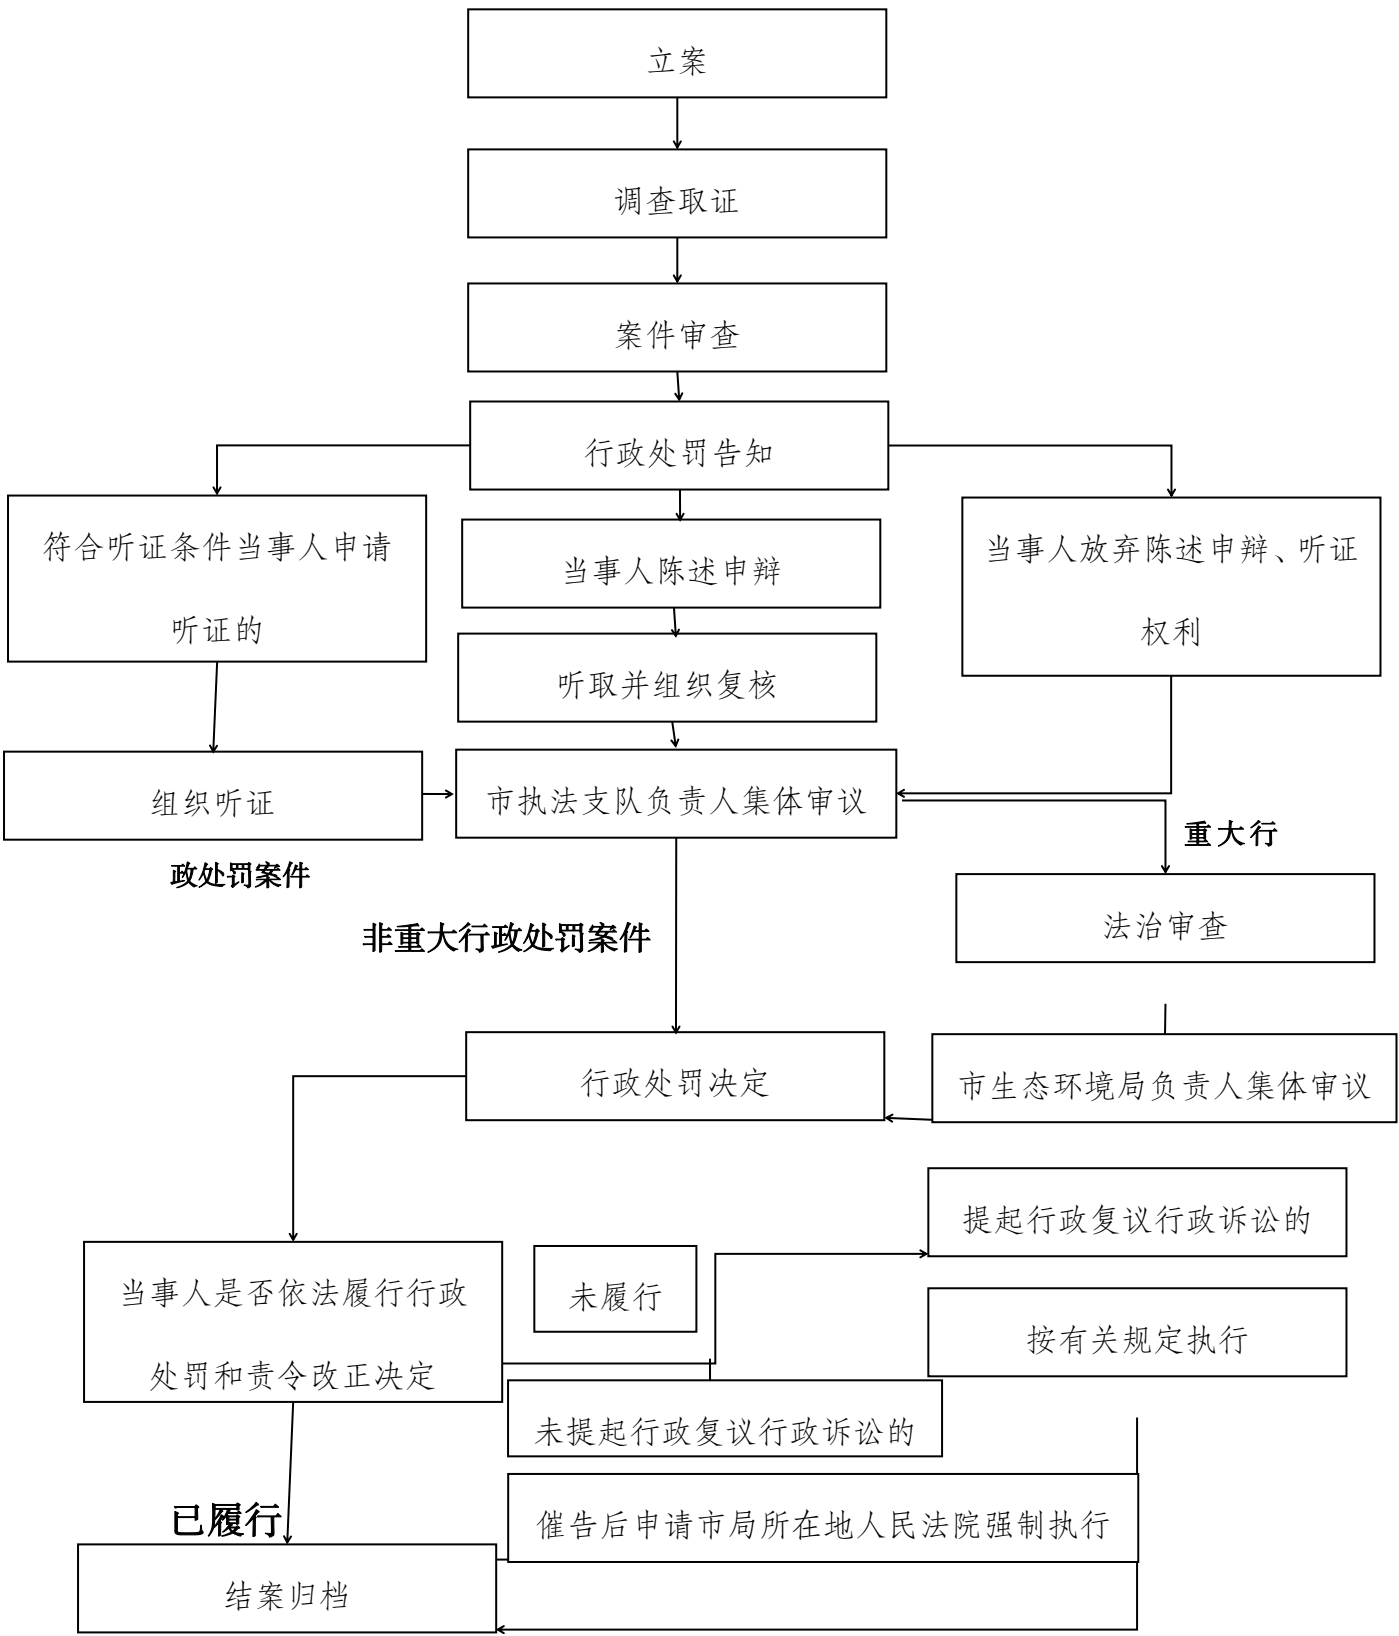 立案
调查取证
案件审查
行政处罚告知
符合听证条件当事人申请
听证的
当事人陈述申辩
当事人放弃陈述申辩、听证
权利
听取并组织复核
组织听证
市执法支队负责人集体审议
重大行
政处罚案件
法治审查
非重大行政处罚案件
行政处罚决定
市生态环境局负责人集体审议
提起行政复议行政诉讼的
当事人是否依法履行行政
处罚和责令改正决定
未履行
按有关规定执行
未提起行政复议行政诉讼的
已履行
催告后申请市局所在地人民法院强制执行
结案归档